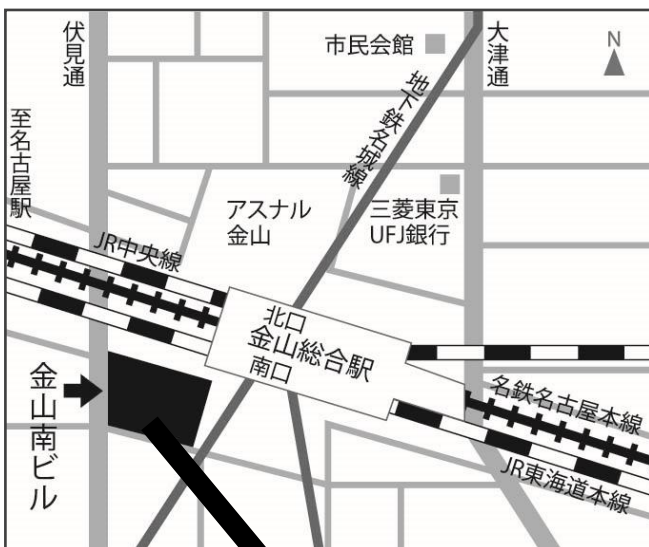 伏見通
市民会館
大津通
N
地下鉄名城線
至名古屋駅
アスナル
金山
三菱東京
UFJ銀行
JR中央線
北口
金山総合駅
南口
金山南ビル
名鉄名古屋本線
JR東海道本線